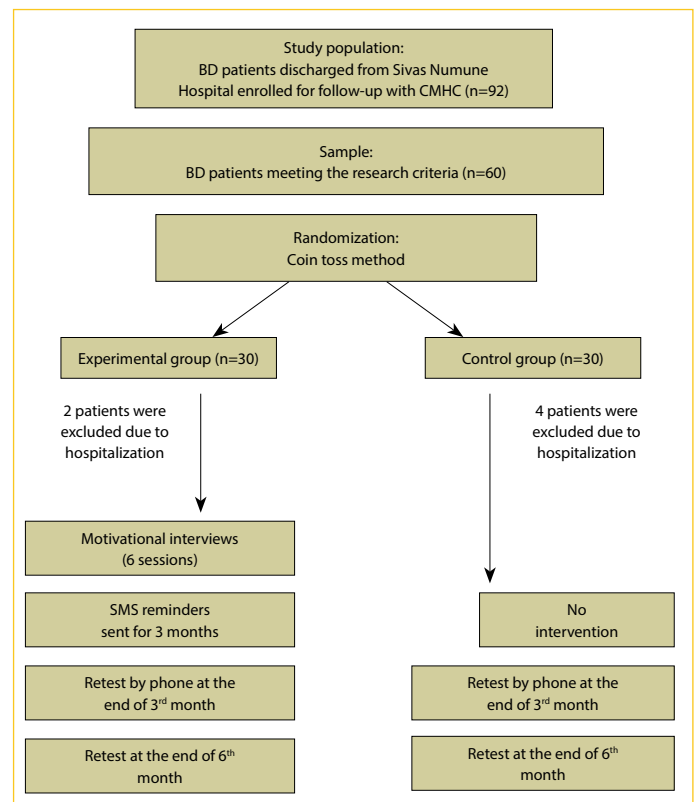 Study population:
BD patients discharged from Sivas Numune
Hospital enrolled for follow-up with CMHC (n=92)
Sample:
BD patients meeting the research criteria (n=60)
Randomization:
Coin toss method
Experimental group (n=30)
Control group (n=30)
2 patients were
excluded due to
hospitalization
4 patients were
excluded due to
hospitalization
Motivational interviews
(6 sessions)
SMS reminders
sent for 3 months
No
intervention
Retest by phone at the
end of 3rd month
Retest by phone at the
end of 3rd month
Retest at the end of 6th
month
Retest at the end of 6th
month